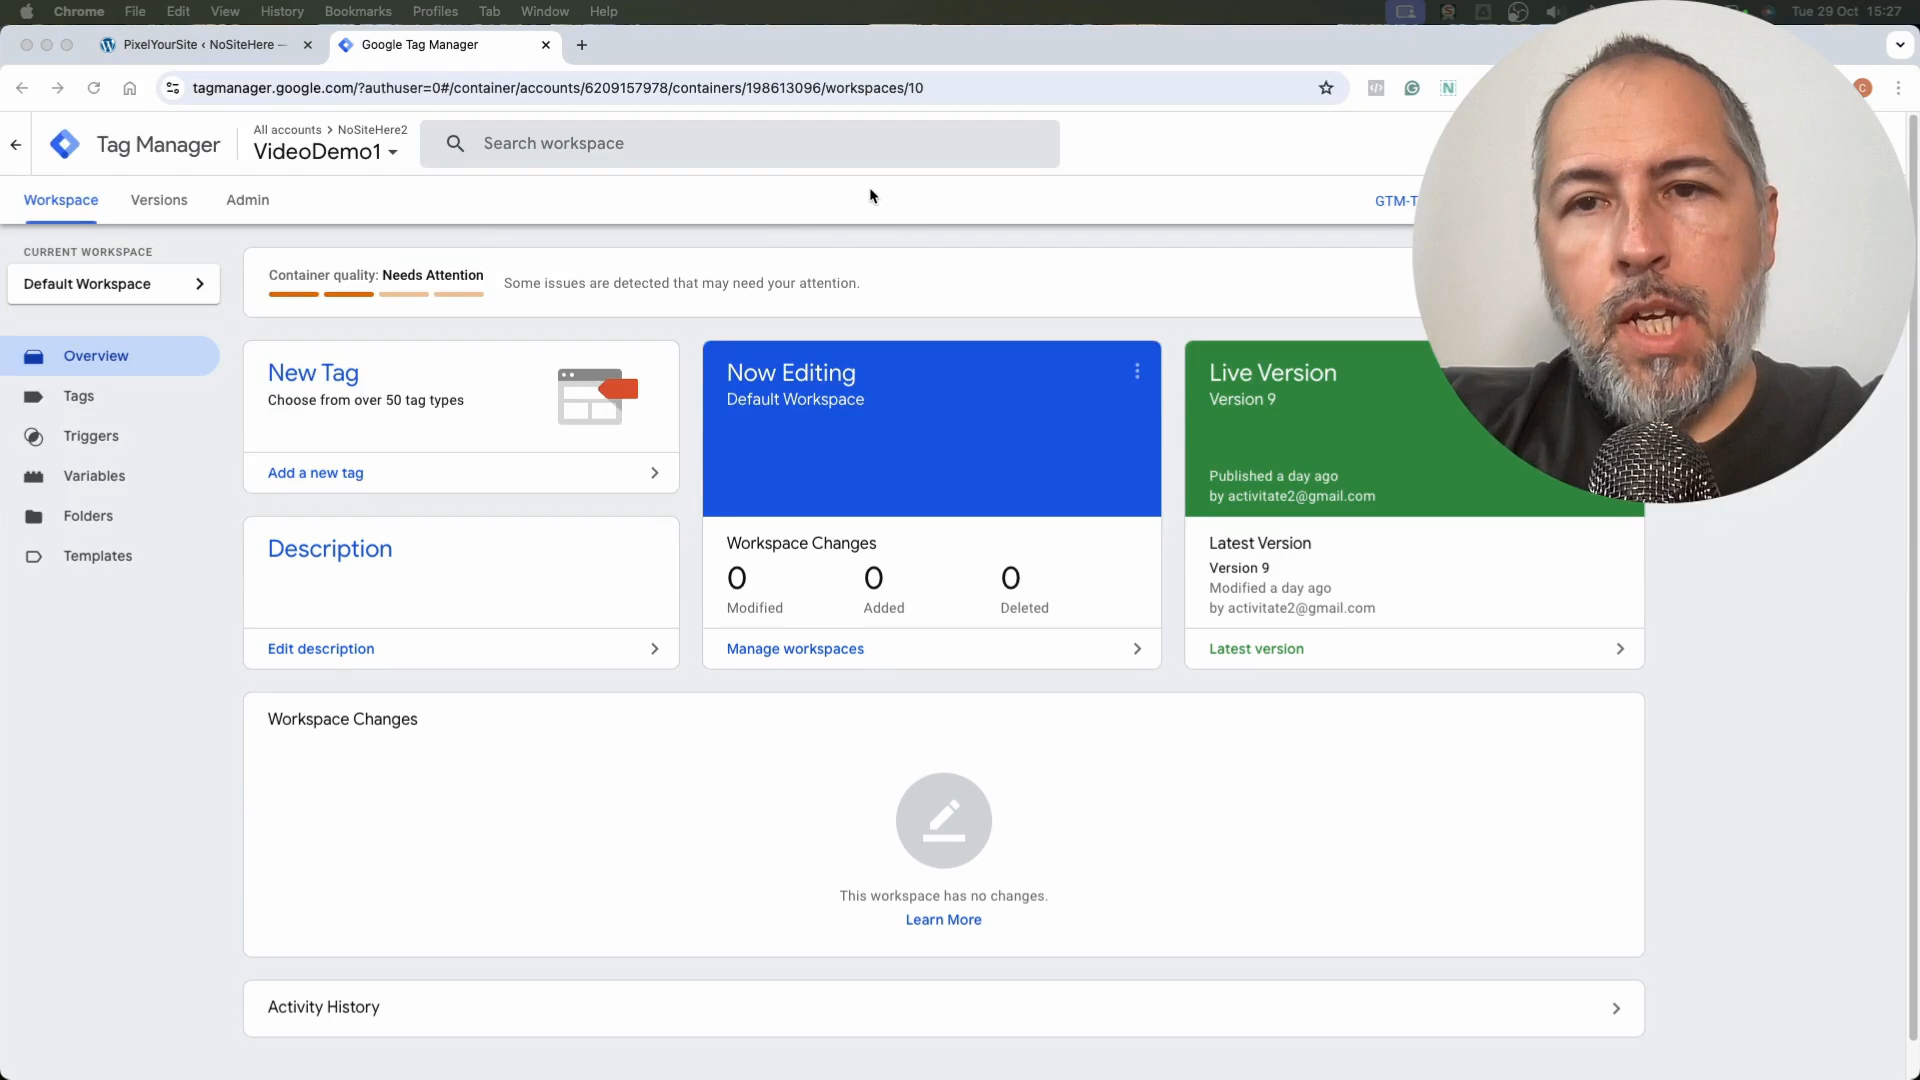 Chrome File Edit View History Bookmarks Profiles Tab Window Help Tue 29 Oct 15:27
PixelYourSite ‹ NoSiteHere — Google Tag Manager
tagmanager.google.com/?authuser=0#/container/accounts/6209157978/containers/198613096/workspaces/10
Tag Manager
All accounts > NoSiteHere2
VideoDemo1
Search workspace
Workspace Versions Admin GTM-T
CURRENT WORKSPACE
Default Workspace
Overview
Tags
Triggers
Variables
Folders
Templates
Container quality: Needs Attention
Some issues are detected that may need your attention.
New Tag
Choose from over 50 tag types
Add a new tag
Description
Edit description
Now Editing
Default Workspace
Workspace Changes
0 0 0
Modified Added Deleted
Manage workspaces
Live Version
Version 9
Published a day ago
by activitate2@gmail.com
Latest Version
Version 9
Modified a day ago
by activitate2@gmail.com
Latest version
Workspace Changes
This workspace has no changes.
Learn More
Activity History